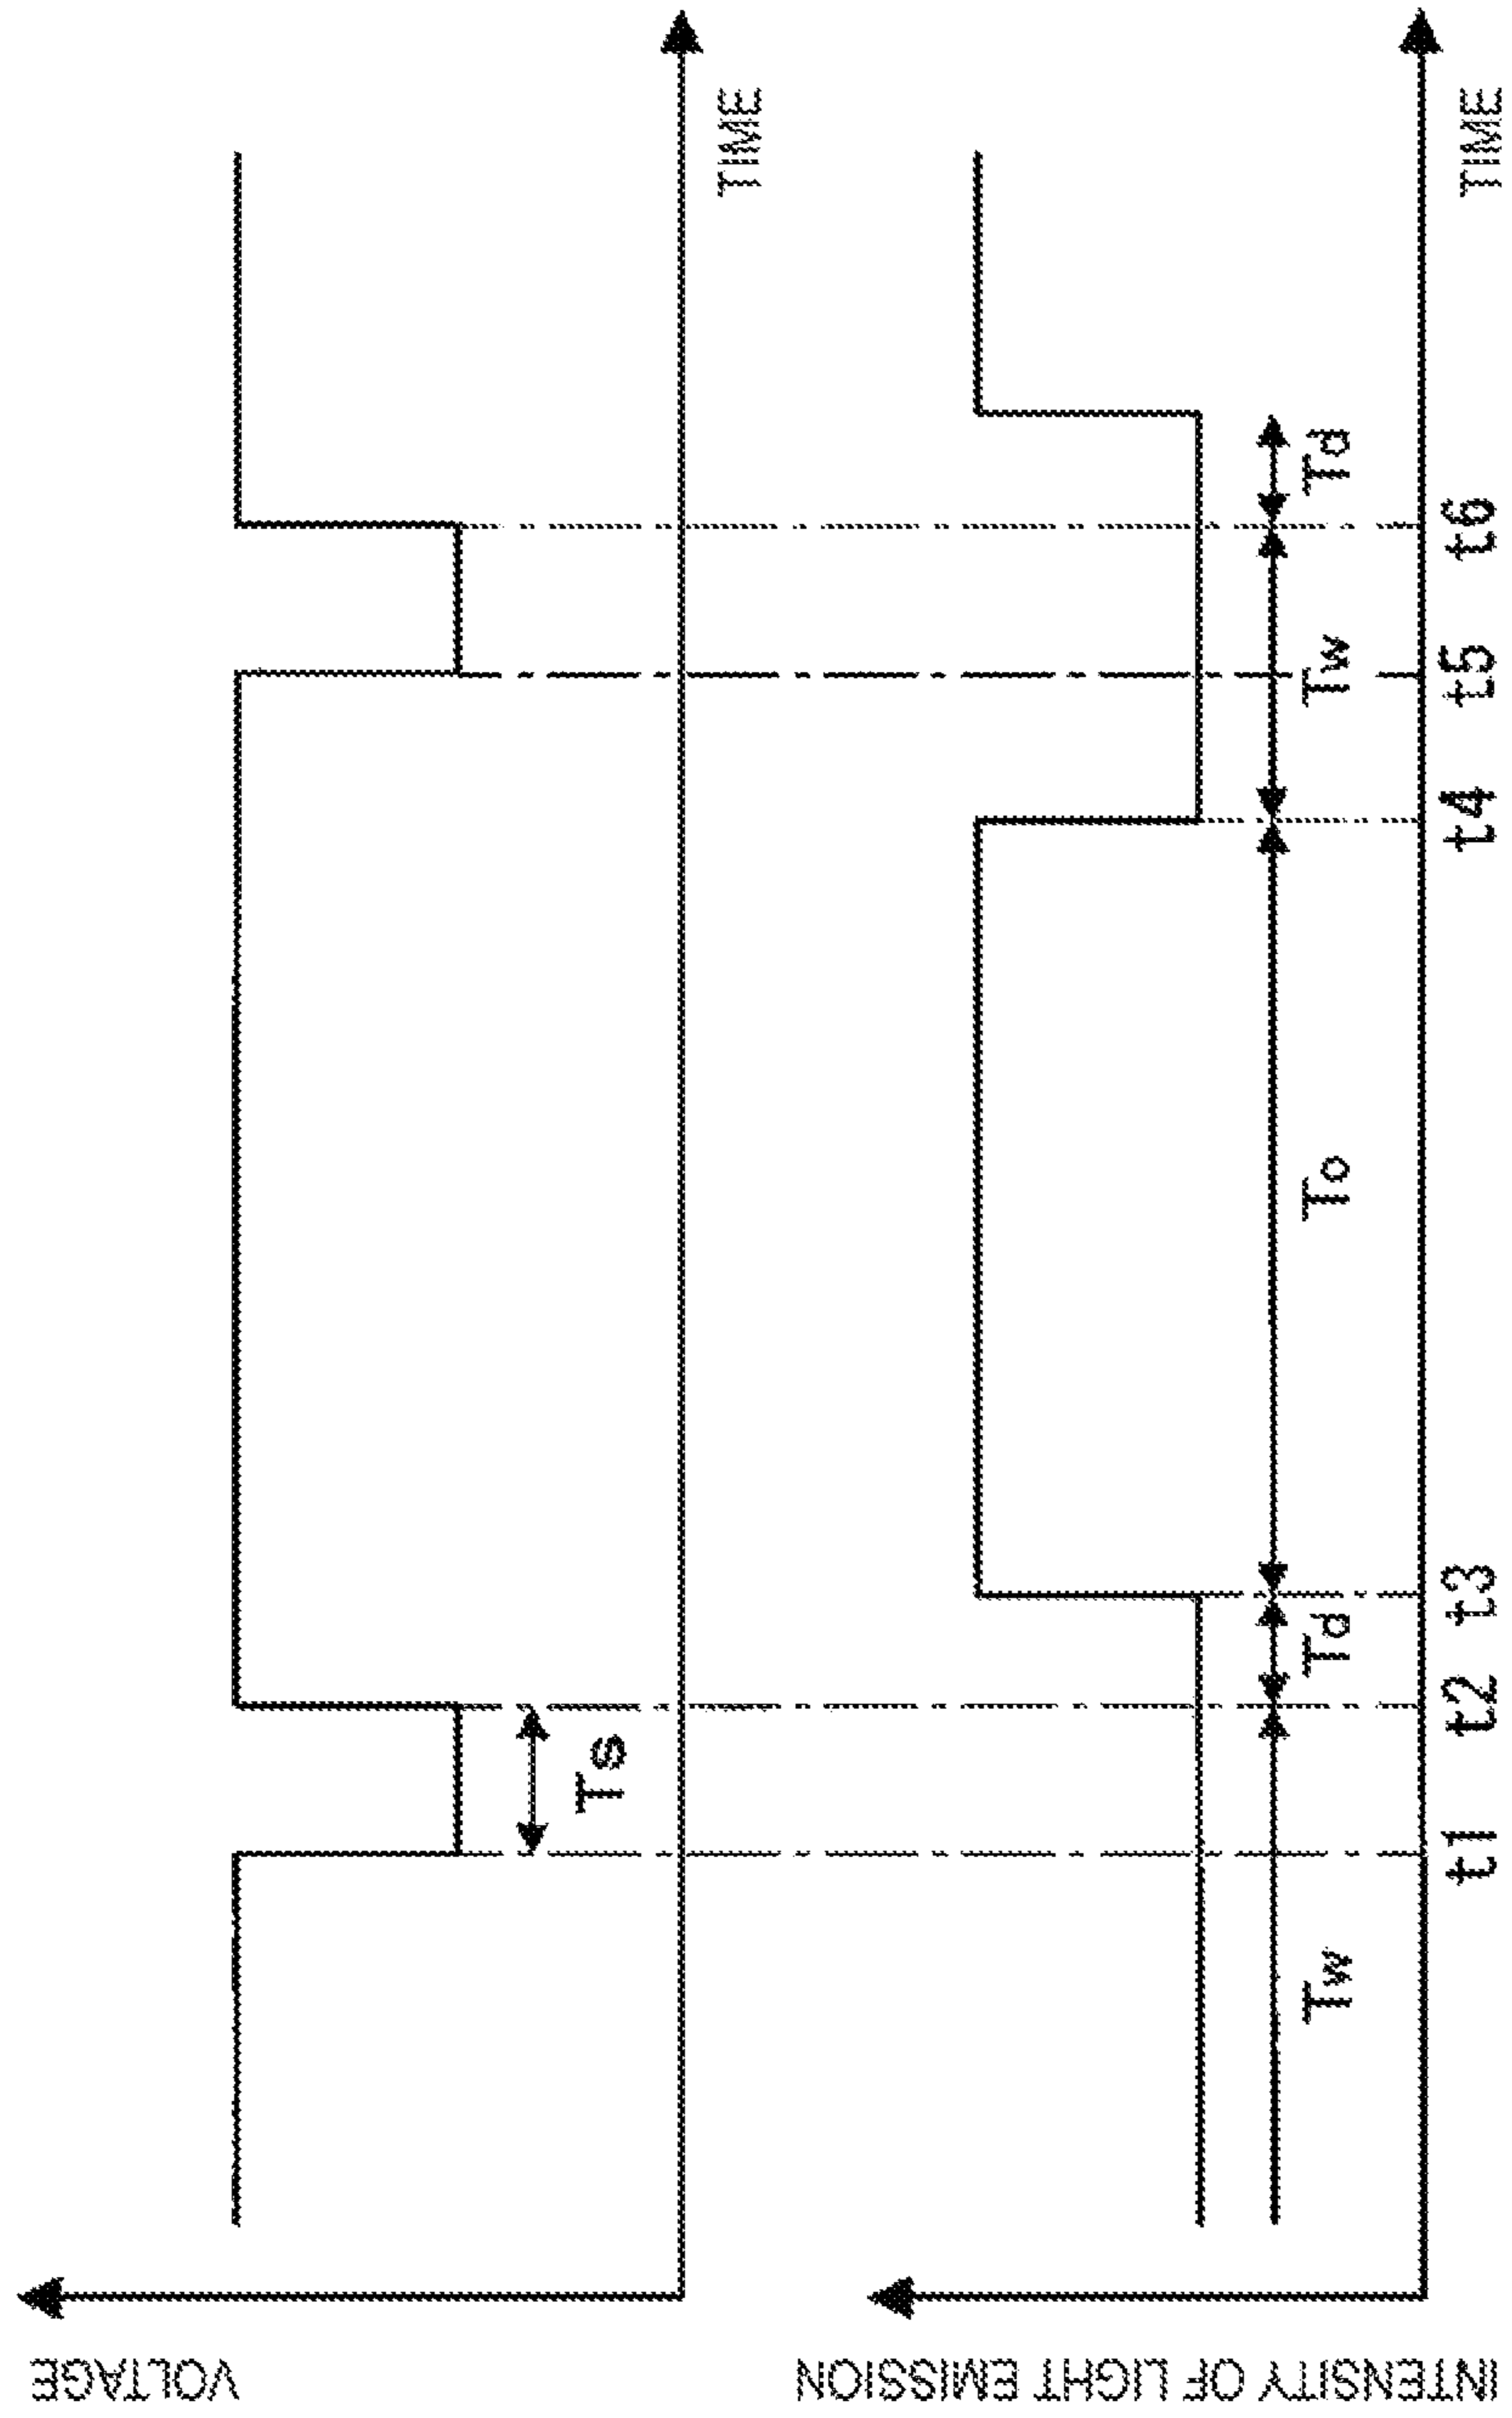 VOLTAGE
Ts
TIME
INTENSITY OF LIGHT EMISSION
Tw
Td
To
Tw
Td
t1
t2
t3
t4
t5
t6
TIME